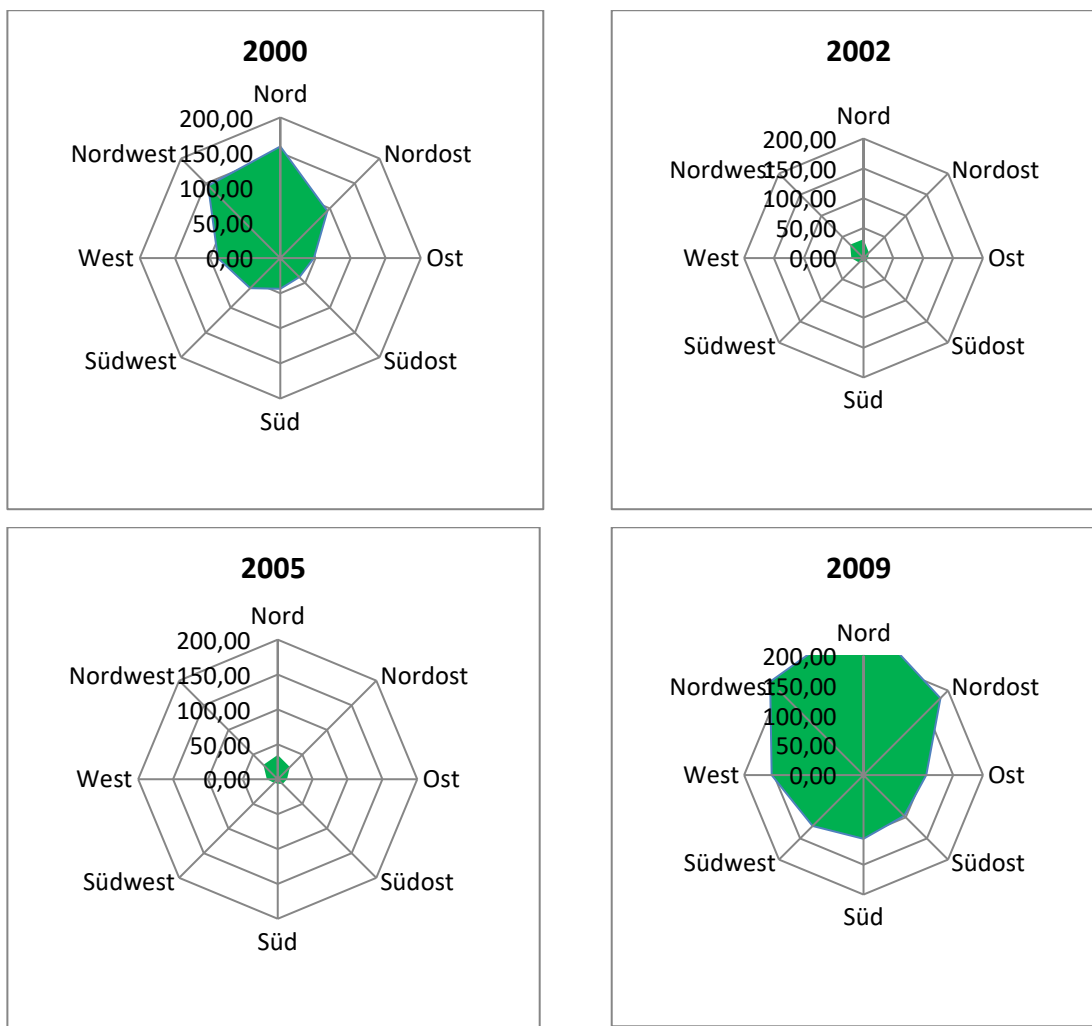 2000
Nord
Nordost
Ost
Südost
Süd
Südwest
West
Nordwest
200,00
150,00
100,00
50,00
0,00
2002
Nord
Nordost
Ost
Südost
Süd
Südwest
West
Nordwest
200,00
150,00
100,00
50,00
0,00
2005
Nord
Nordost
Ost
Südost
Süd
Südwest
West
Nordwest
200,00
150,00
100,00
50,00
0,00
2009
Nord
Nordost
Ost
Südost
Süd
Südwest
West
Nordwest
200,00
150,00
100,00
50,00
0,00